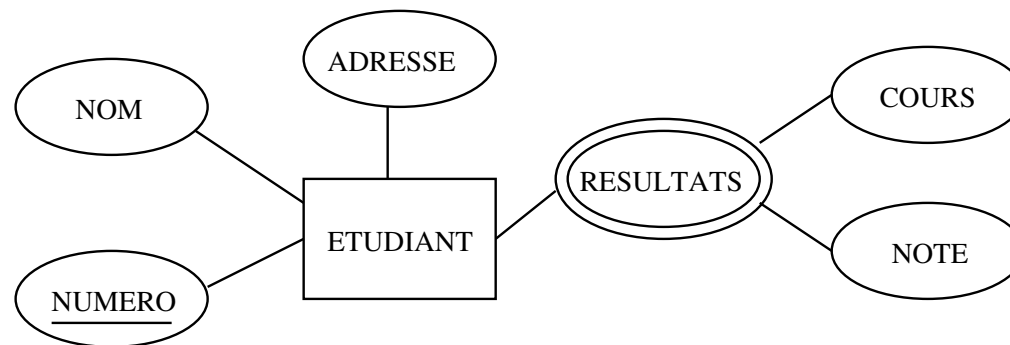 ADRESSE
NOM
COURS
RESULTATS
ETUDIANT
NOTE
NUMERO